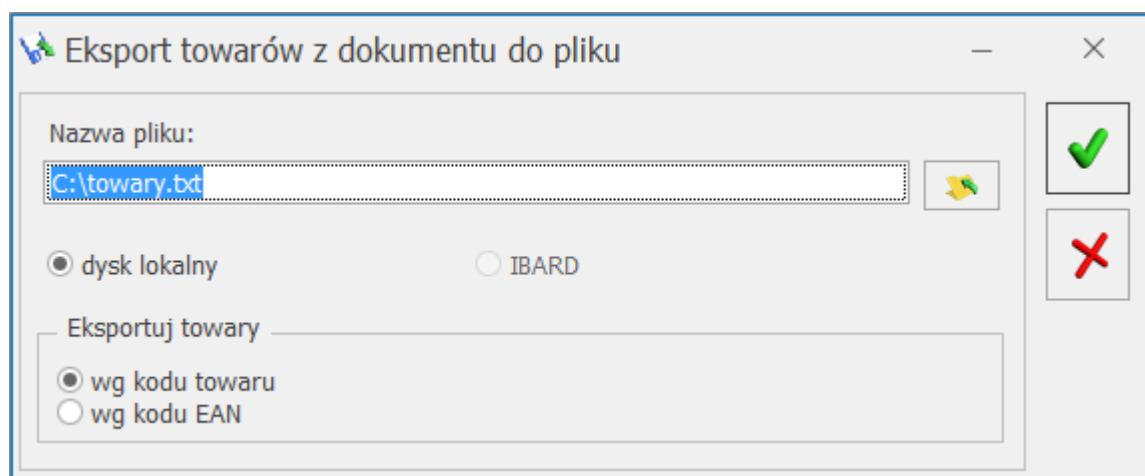 Eksport towarów z dokumentu do pliku
Nazwa pliku:
C:\towary.txt
dysk lokalny IBARD
Eksportuj towary
wg kodu towaru
wg kodu EAN